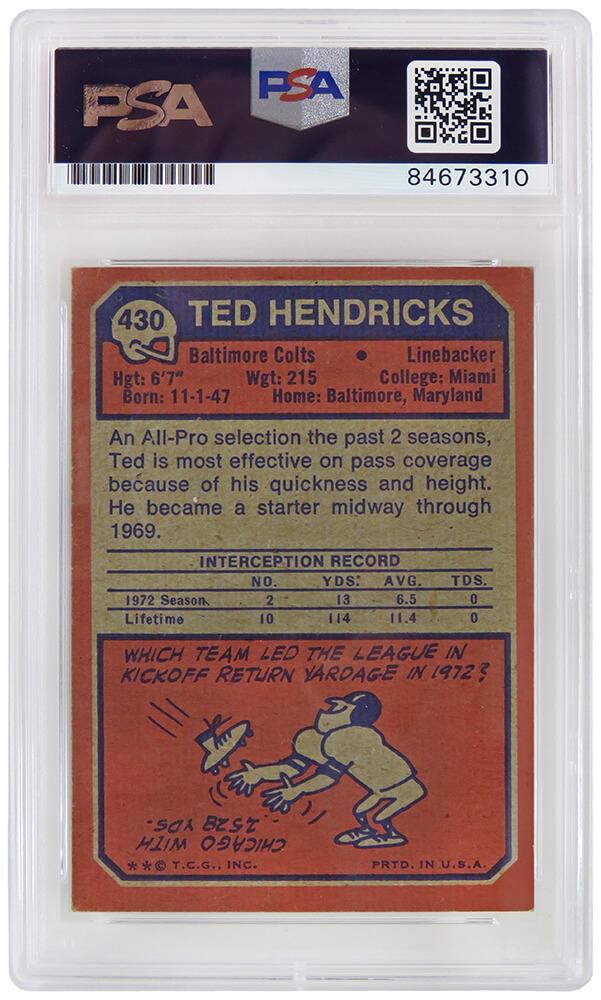 PSA
PSA
84673310
430
TED HENDRICKS
Baltimore Colts • Linebacker
Hgt: 6'7" Wgt: 215 College: Miami
Born: 11-1-47 Home: Baltimore, Maryland
An All-Pro selection the past 2 seasons,
Ted is most effective on pass coverage
because of his quickness and height.
He became a starter midway through
1969.
INTERCEPTION RECORD
NO. YDS. AVG. TDS.
1972 Season 2 13 6.5 0
Lifetime 10 114 11.4 0
WHICH TEAM LED THE LEAGUE IN
KICKOFF RETURN YARDAGE IN 1972?
CHICAGO WITH
1528 YDS.
**© T.C.G., INC. PRTD. IN U.S.A.